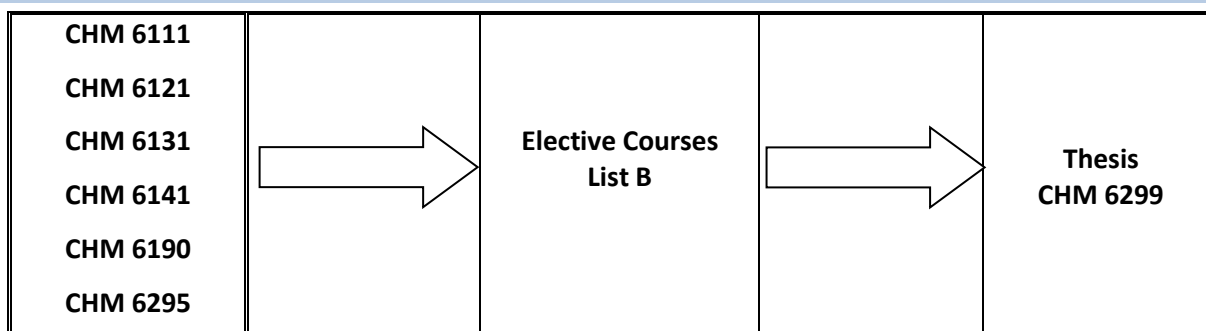 CHM 6111
CHM 6121
CHM 6131
CHM 6141
CHM 6190
CHM 6295
Elective Courses
List B
Thesis
CHM 6299